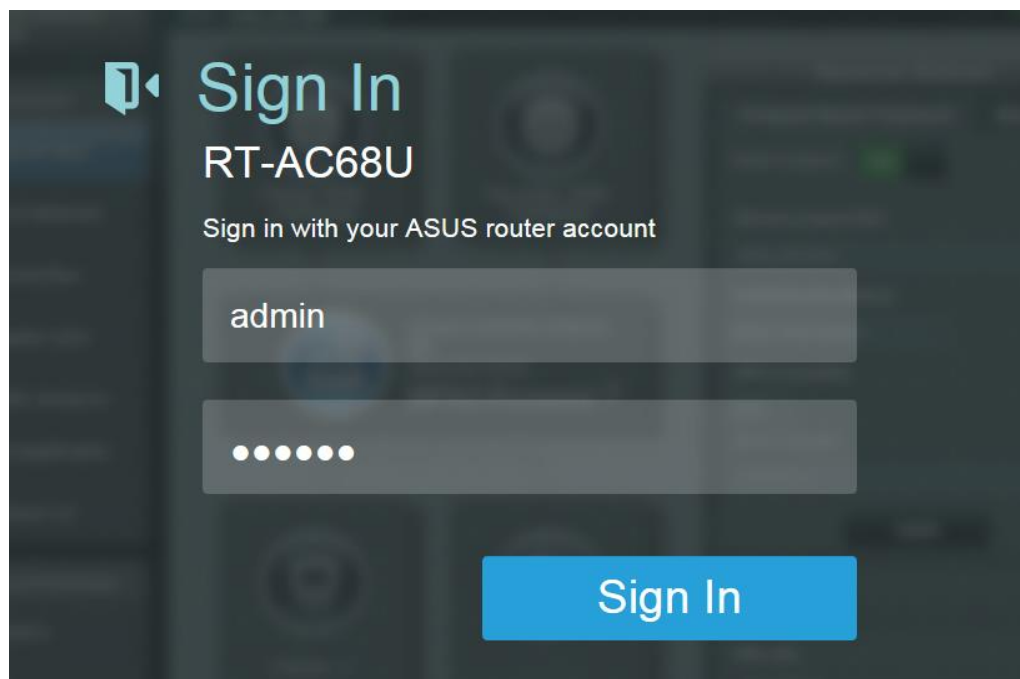 Sign In
RT-AC68U
Sign in with your ASUS router account
admin
●●●●●●
Sign In